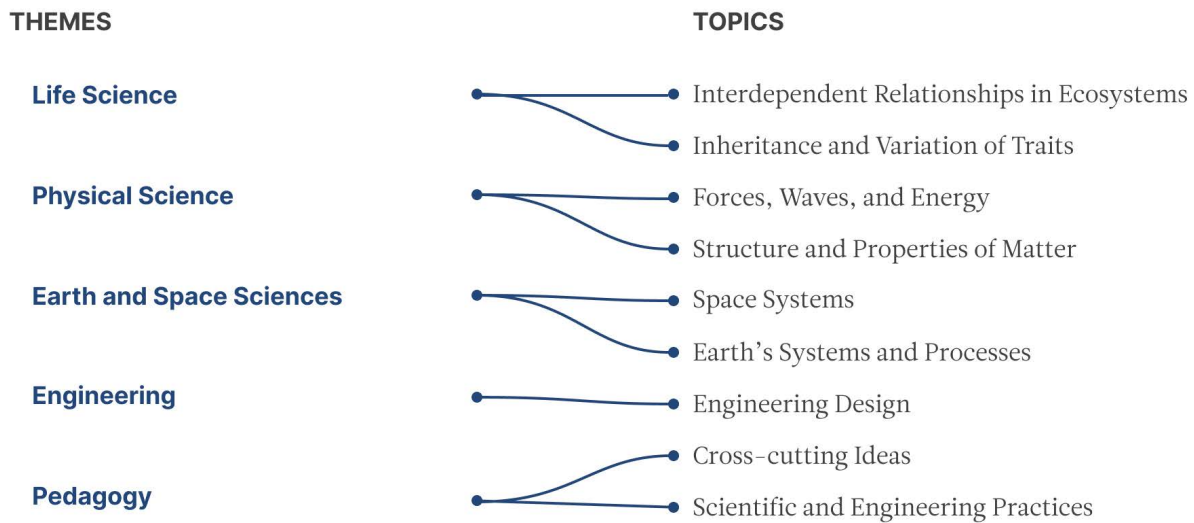 THEMES
TOPICS
Life Science
Interdependent Relationships in Ecosystems
Inheritance and Variation of Traits
Physical Science
Forces, Waves, and Energy
Structure and Properties of Matter
Earth and Space Sciences
Space Systems
Earth’s Systems and Processes
Engineering
Engineering Design
Cross-cutting Ideas
Pedagogy
Scientific and Engineering Practices